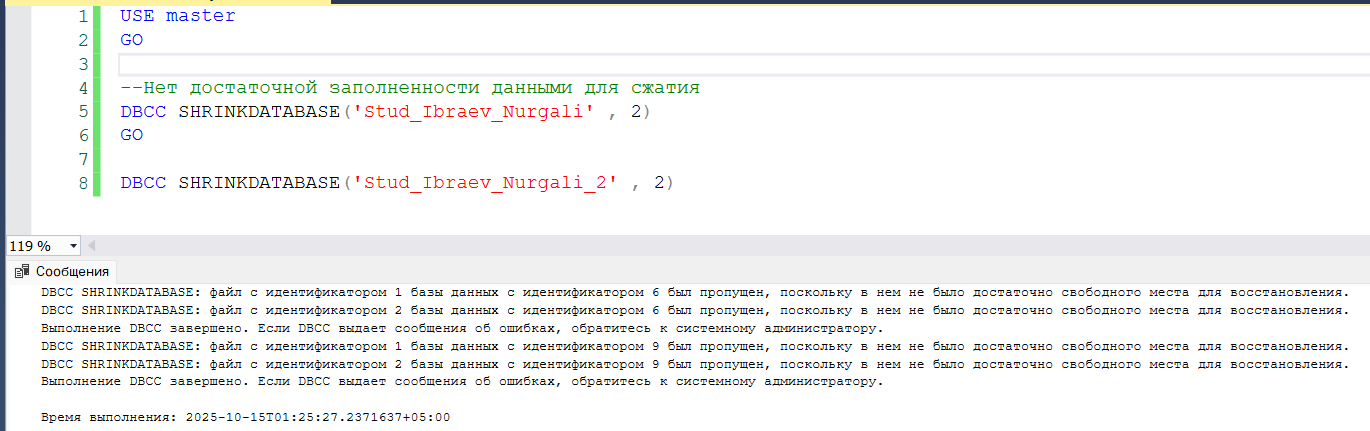 1 USE master
2 GO
3
4 --Нет достаточной заполненности данными для сжатия
5 DBCC SHRINKDATABASE('Stud_Ibraev_Nurgali' , 2)
6 GO
7
8 DBCC SHRINKDATABASE('Stud_Ibraev_Nurgali_2' , 2)
119 %
Сообщения
DBCC SHRINKDATABASE: файл с идентификатором 1 базы данных с идентификатором 6 был пропущен, поскольку в нем не было достаточно свободного места для восстановления.
DBCC SHRINKDATABASE: файл с идентификатором 2 базы данных с идентификатором 6 был пропущен, поскольку в нем не было достаточно свободного места для восстановления.
Выполнение DBCC завершено. Если DBCC выдает сообщения об ошибках, обратитесь к системному администратору.
DBCC SHRINKDATABASE: файл с идентификатором 1 базы данных с идентификатором 9 был пропущен, поскольку в нем не было достаточно свободного места для восстановления.
DBCC SHRINKDATABASE: файл с идентификатором 2 базы данных с идентификатором 9 был пропущен, поскольку в нем не было достаточно свободного места для восстановления.
Выполнение DBCC завершено. Если DBCC выдает сообщения об ошибках, обратитесь к системному администратору.
Время выполнения: 2025-10-15T01:25:27.2371637+05:00